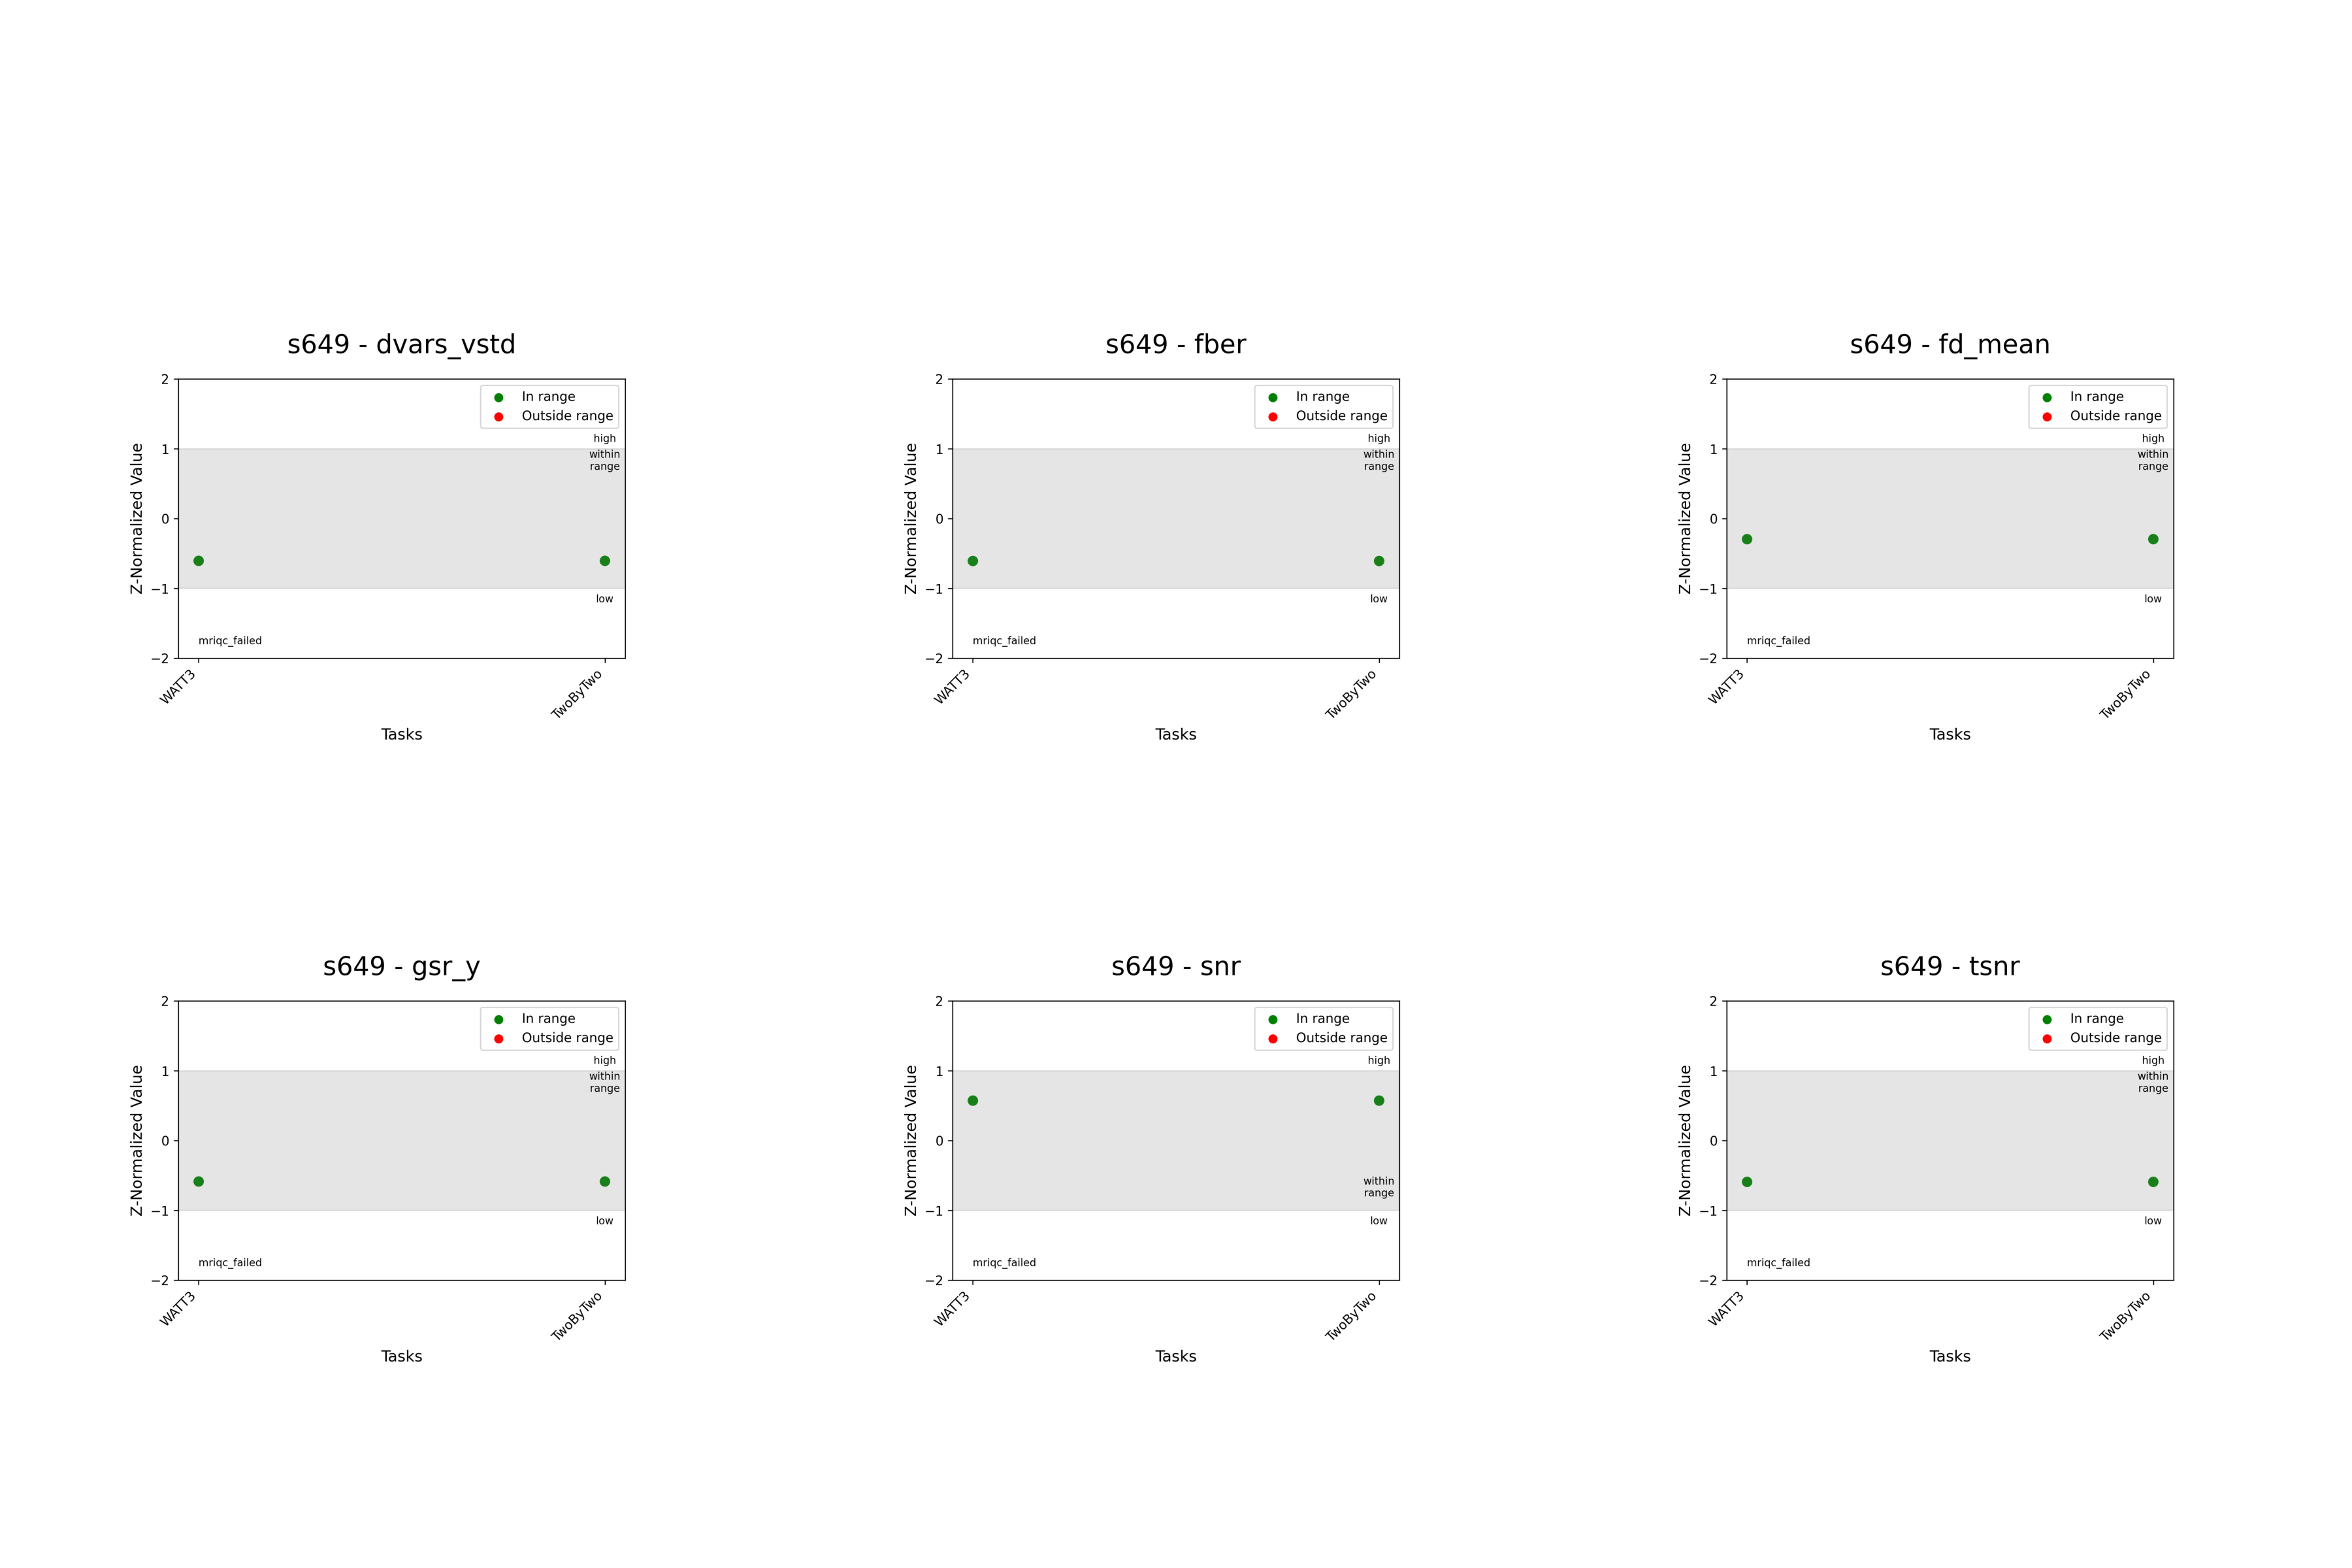 s649 - dvars_vstd
2
1
0
−1
−2
Z-Normalized Value
In range
Outside range
high
within
range
low
mriqc_failed
WATT3
TwoByTwo
Tasks
s649 - fber
2
1
0
−1
−2
Z-Normalized Value
In range
Outside range
high
within
range
low
mriqc_failed
WATT3
TwoByTwo
Tasks
s649 - fd_mean
2
1
0
−1
−2
Z-Normalized Value
In range
Outside range
high
within
range
low
mriqc_failed
WATT3
TwoByTwo
Tasks
s649 - gsr_y
2
1
0
−1
−2
Z-Normalized Value
In range
Outside range
high
within
range
low
mriqc_failed
WATT3
TwoByTwo
Tasks
s649 - snr
2
1
0
−1
−2
Z-Normalized Value
In range
Outside range
high
within
range
low
mriqc_failed
WATT3
TwoByTwo
Tasks
s649 - tsnr
2
1
0
−1
−2
Z-Normalized Value
In range
Outside range
high
within
range
low
mriqc_failed
WATT3
TwoByTwo
Tasks